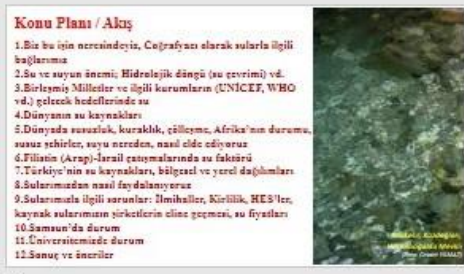 Konu Planı / Akış
1.Biz bu işin neresindeyiz, Coğrafyacı olarak sularla ilgili
bağlarımız
2.Su ve suyun önemi; Hidrolojik döngü (su çevrimi) vd.
3.Birleşmiş Milletler ve ilgili kurumların (UNİCEF, WHO
vd.) gelecek hedeflerinde su
4.Dünyanın su kaynakları
5.Dünyada susuzluk, kuraklık, çölleşme, Afrika'nın durumu,
susuz şehirler, suyu nereden, nasıl elde ediyoruz
6.Filistin (Arap)-İsrail çatışmalarında su faktörü
7.Türkiye'nin su kaynakları, bölgesel ve yerel dağılımları
8.Sularımızdan nasıl faydalanıyoruz
9.Sularımızla ilgili sorunlar: İlmihaller, Kirlilik, HES'ler,
kaynak sularımızın şirketlerin eline geçmesi, su fiyatları
10.Samsun'da durum
11.Üniversitemizde durum
12.Sonuç ve öneriler